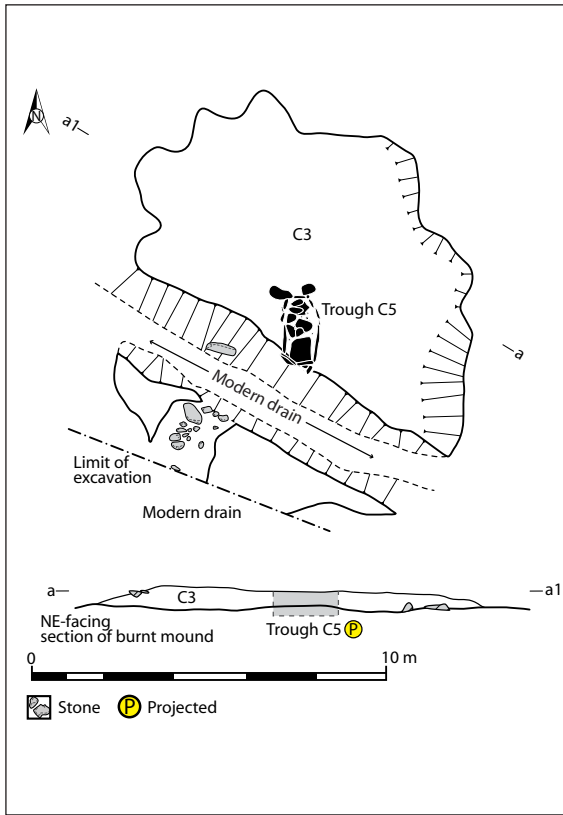 N
a1
C3
Trough C5
a
Modern drain
Limit of
excavation
Modern drain
a
C3
a1
NE-facing
section of burnt mound
Trough C5 P
0
10 m
Stone
P Projected